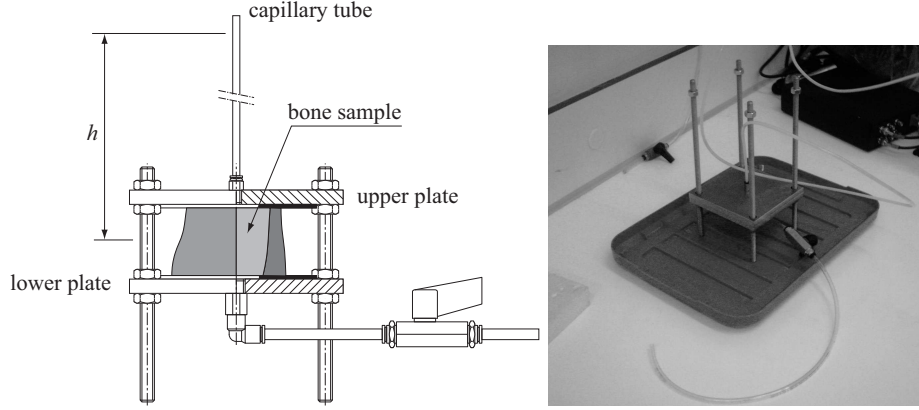 capillary tube
h
bone sample
upper plate
lower plate